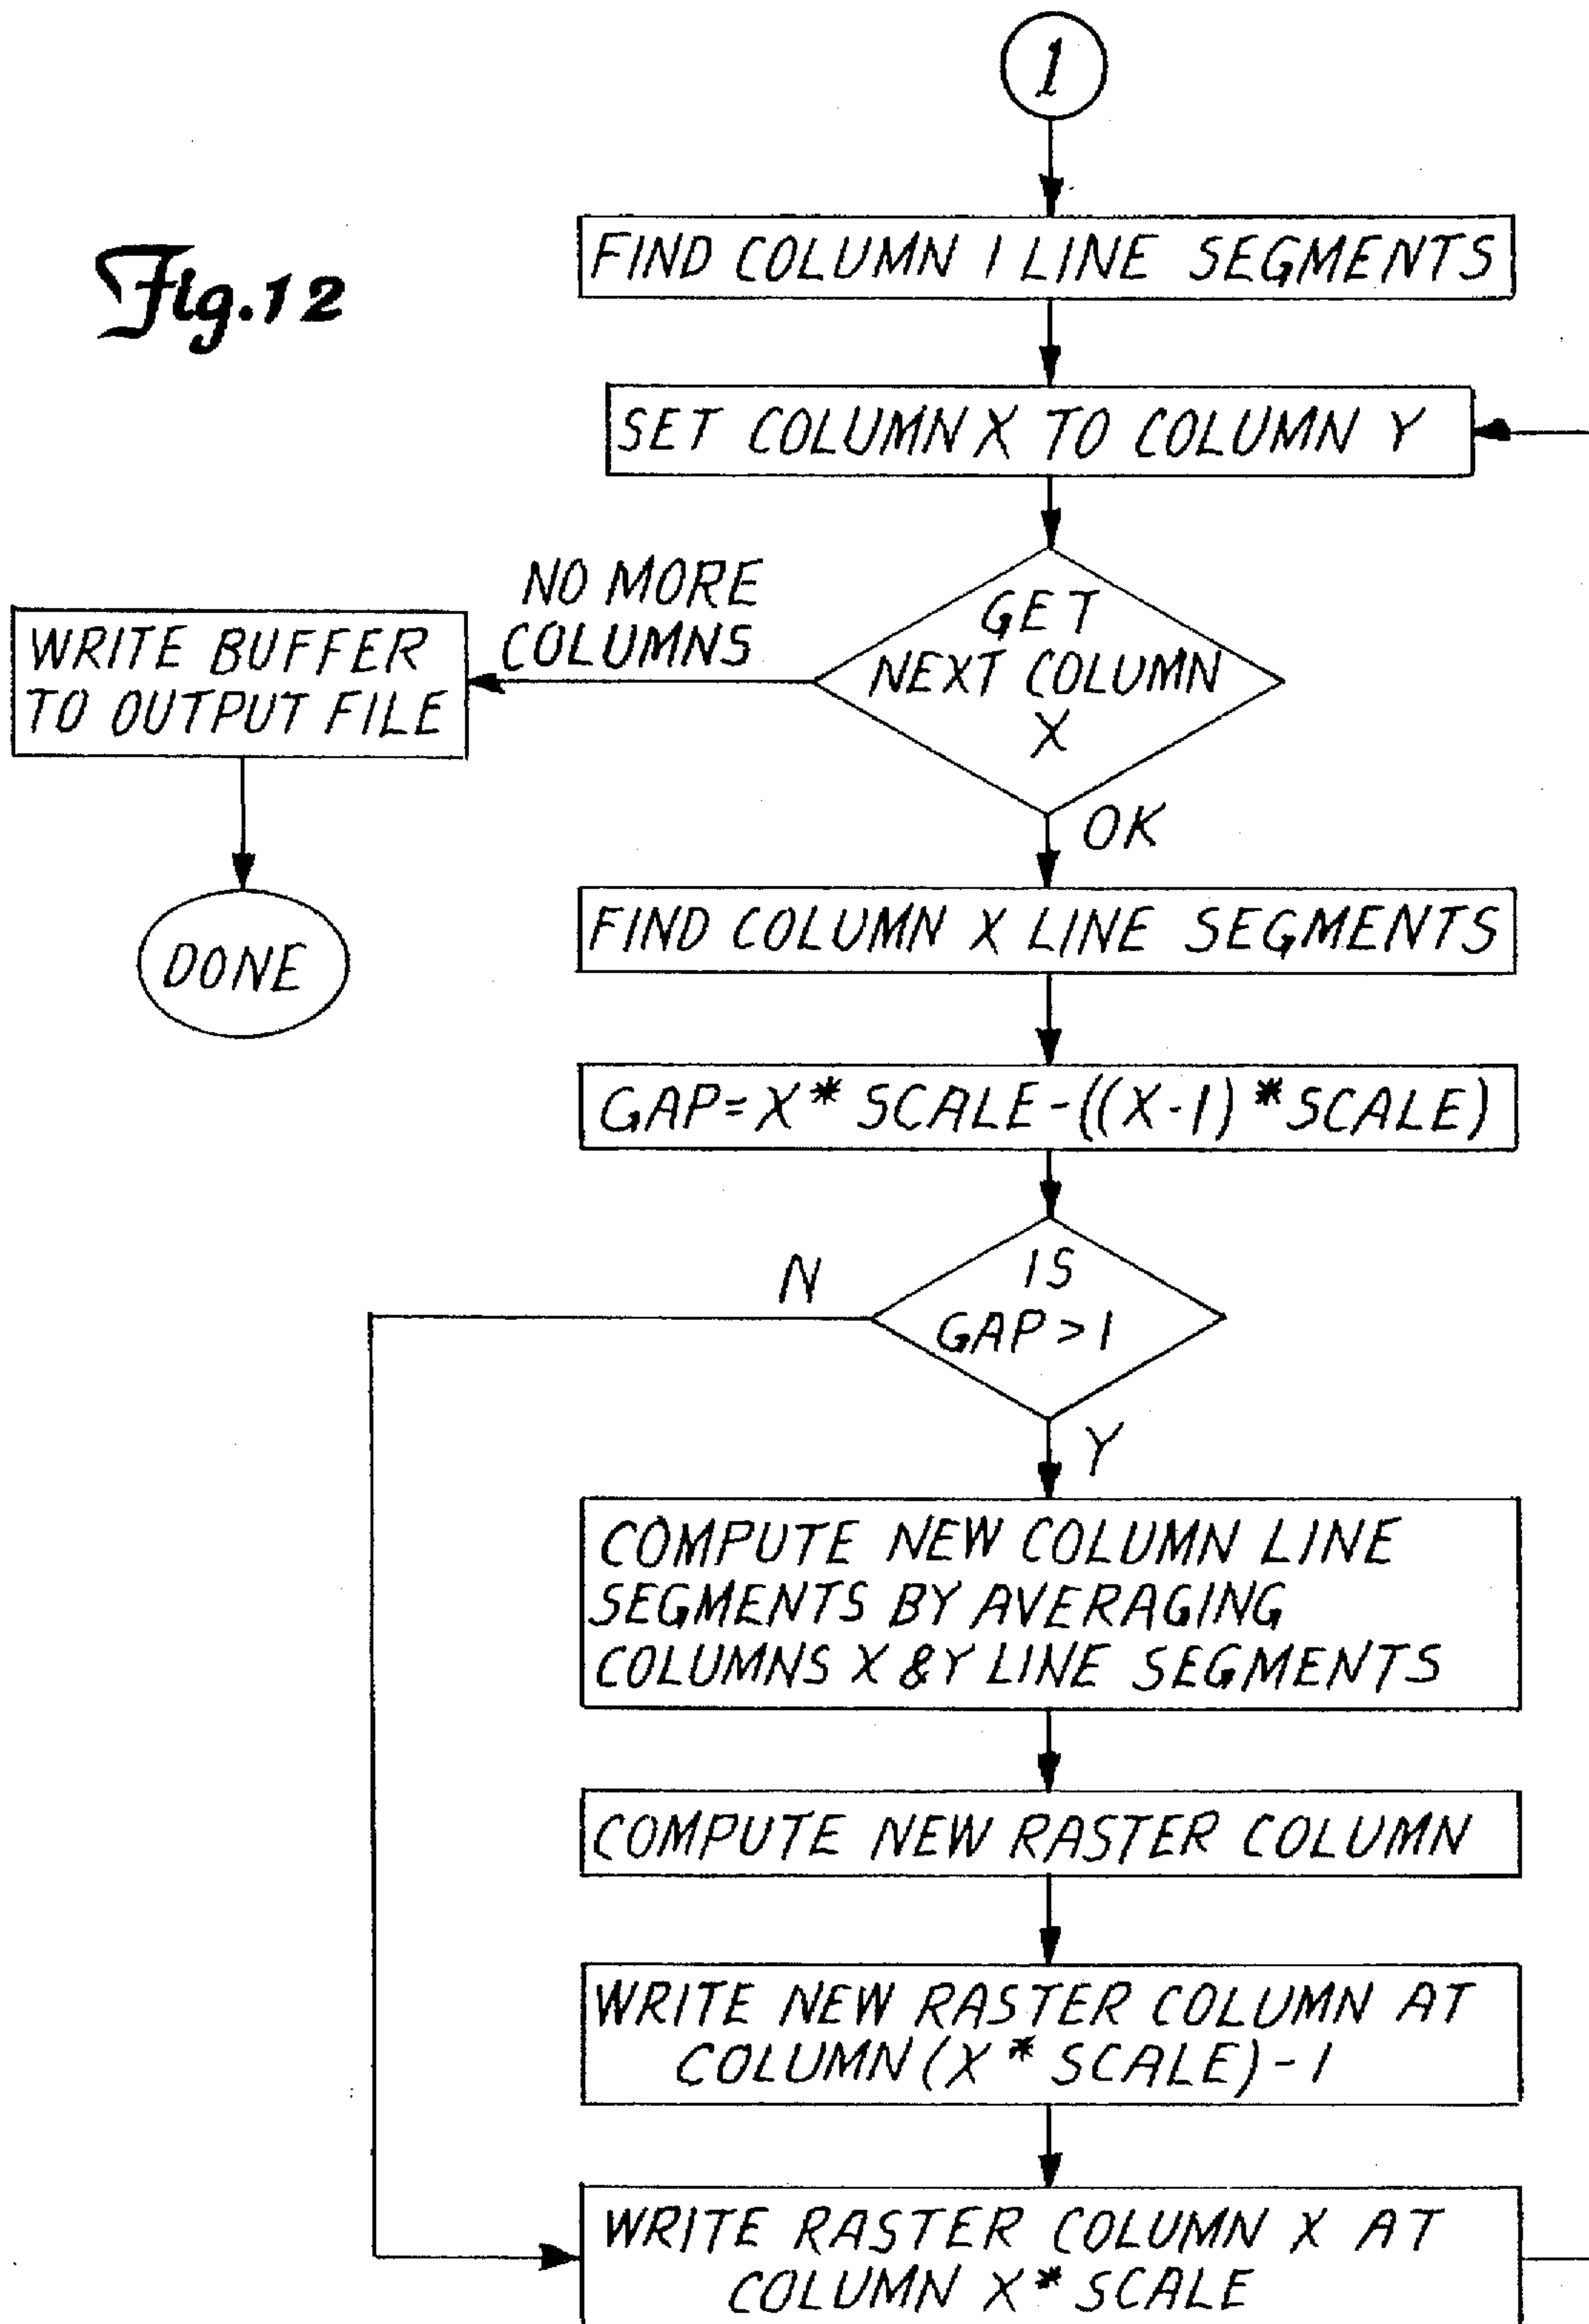 1
Fig.12
FIND COLUMN 1 LINE SEGMENTS
SET COLUMN X TO COLUMN Y
GET
NEXT COLUMN
X
NO MORE
COLUMNS
WRITE BUFFER
TO OUTPUT FILE
DONE
OK
FIND COLUMN X LINE SEGMENTS
GAP=X* SCALE-((X-1)*SCALE)
IS
GAP>1
N
Y
COMPUTE NEW COLUMN LINE
SEGMENTS BY AVERAGING
COLUMNS X &Y LINE SEGMENTS
COMPUTE NEW RASTER COLUMN
WRITE NEW RASTER COLUMN AT
COLUMN(X* SCALE)-1
WRITE RASTER COLUMN X AT
COLUMN X* SCALE